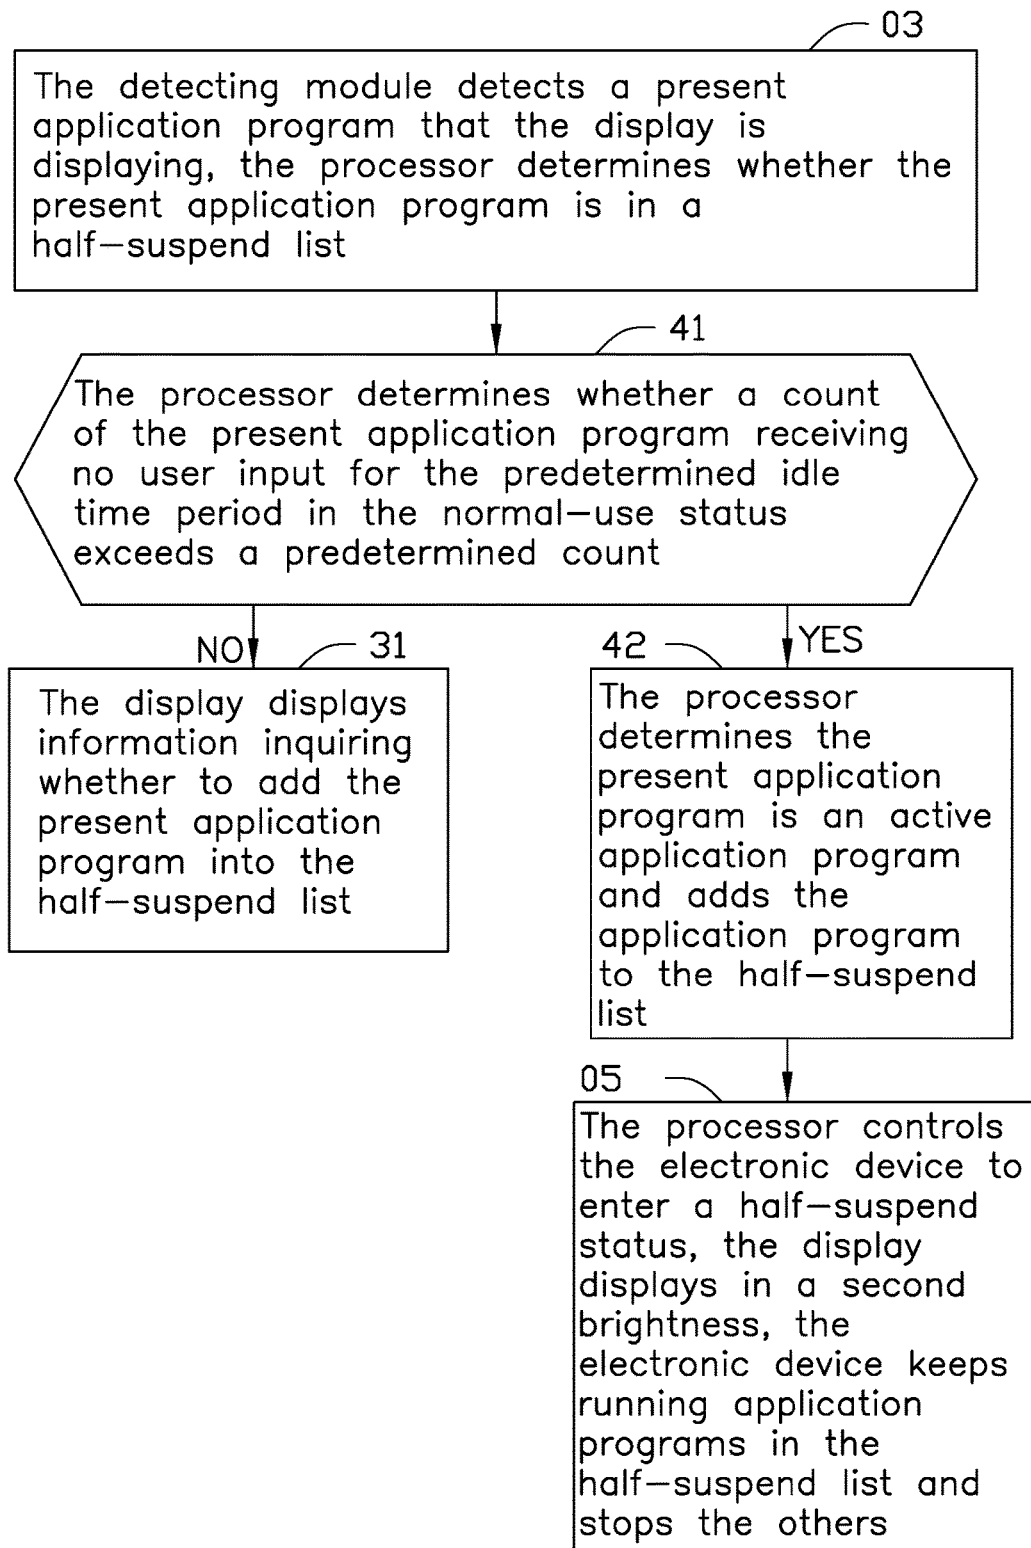 03
The detecting module detects a present
application program that the display is
displaying, the processor determines whether the
present application program is in a
half-suspend list
41
The processor determines whether a count
of the present application program receiving
no user input for the predetermined idle
time period in the normal-use status
exceeds a predetermined count
NO
31
The display displays
information inquiring
whether to add the
present application
program into the
half-suspend list
YES
42
The processor
determines the
present application
program is an active
application program
and adds the
application program
to the half-suspend
list
05
The processor controls
the electronic device to
enter a half-suspend
status, the display
displays in a second
brightness, the
electronic device keeps
running application
programs in the
half-suspend list and
stops the others